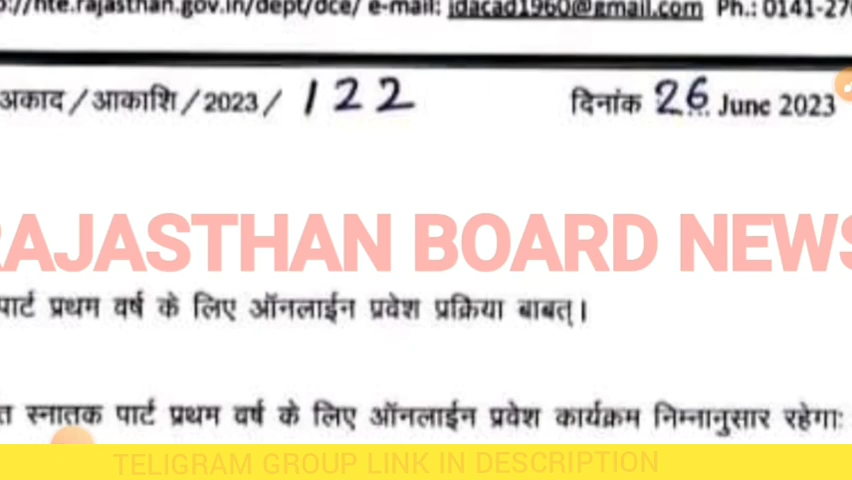 ://hte.rajasthan.gov.in/dept/dce/ e-mail: jdacad1960@gmail.com Ph.: 0141-270
अकाद / आकाशि / 2023 / 122 दिनांक 26 June 2023
RAJASTHAN BOARD NEWS
पार्ट प्रथम वर्ष के लिए ऑनलाईन प्रवेश प्रक्रिया बाबत्।
स्नातक पार्ट प्रथम वर्ष के लिए ऑनलाईन प्रवेश कार्यक्रम निम्नानुसार रहेगाः
TELIGRAM GROUP LINK IN DESCRIPTION